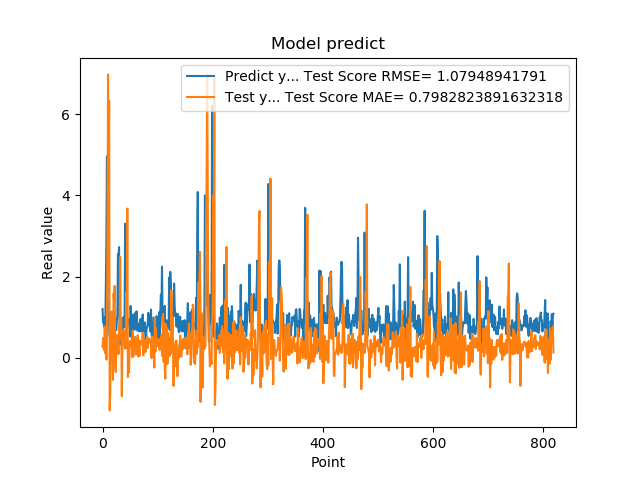 Model predict
Predict y... Test Score RMSE= 1.07948941791
Test y... Test Score MAE= 0.7982823891632318
6
4
2
0
Real value
0 200 400 600 800
Point